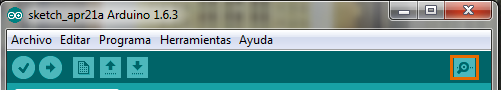 sketch_apr21a Arduino 1.6.3
Archivo Editar Programa Herramientas Ayuda